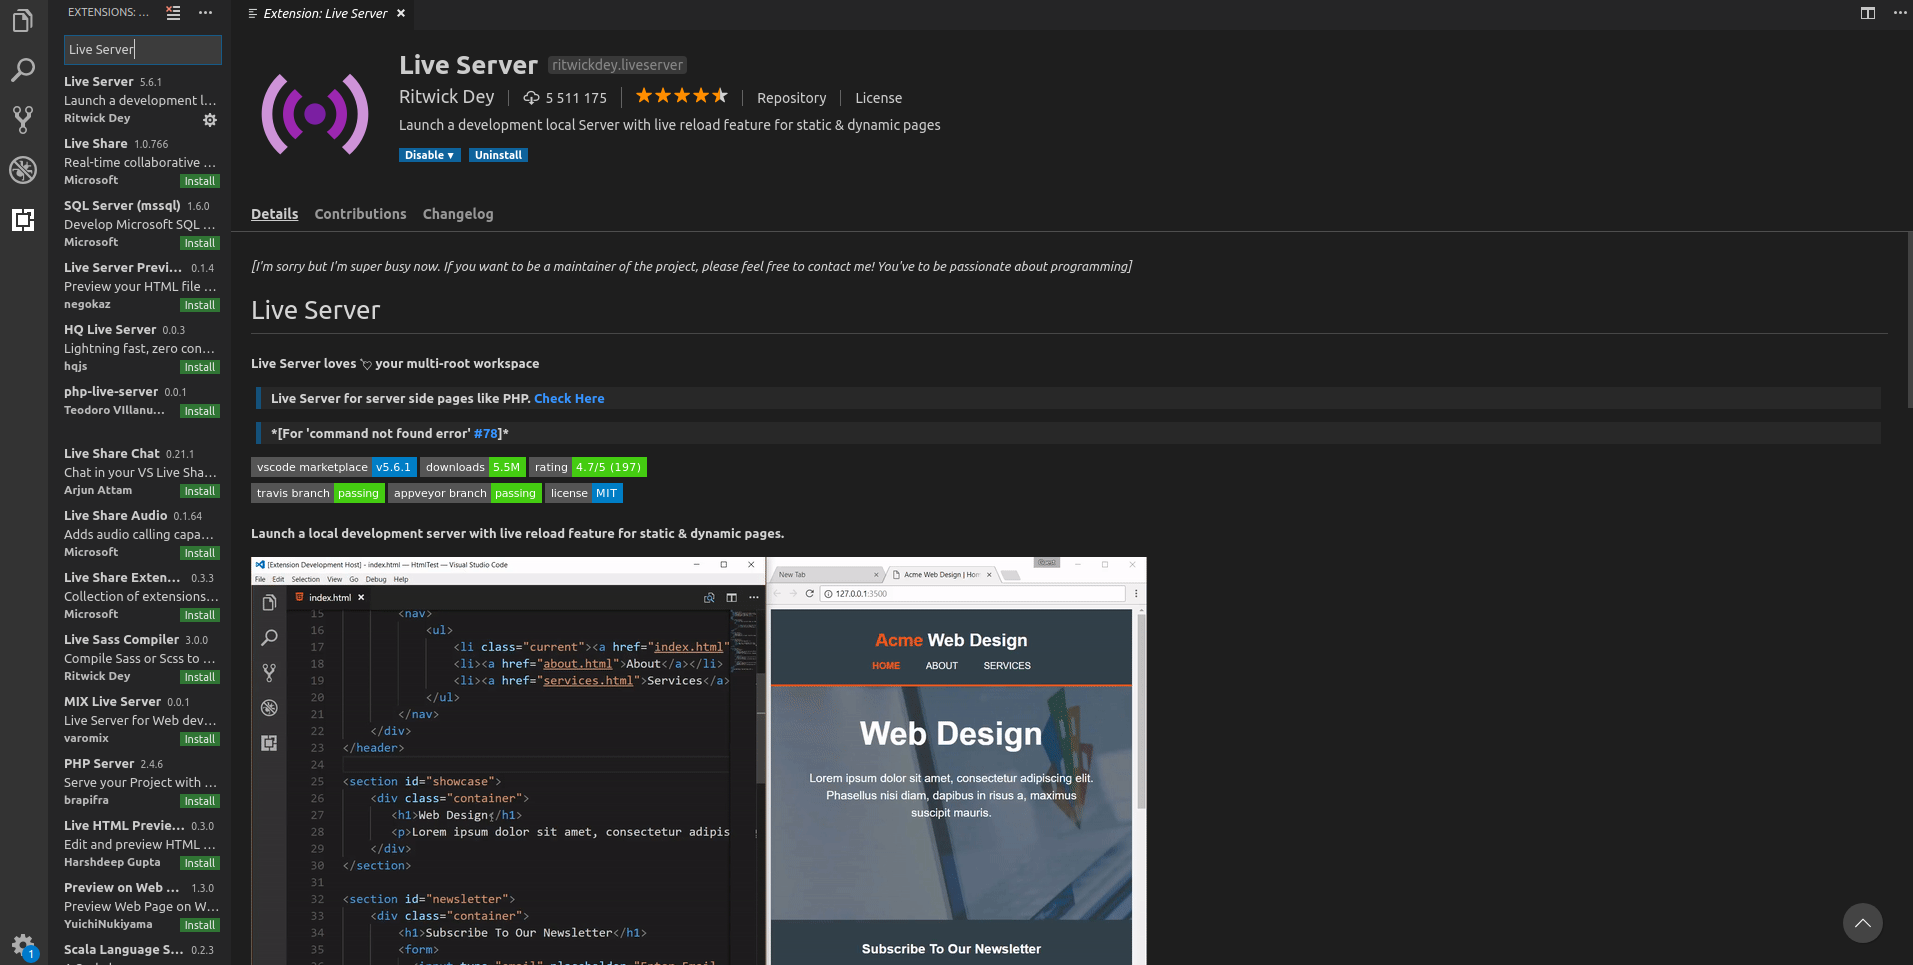 EXTENSIONS: ...
Live Server
Live Server 5.6.1
Launch a development l...
Ritwick Dey
Live Share 1.0.766
Real-time collaborative ...
Microsoft Install
SQL Server (mssql) 1.6.0
Develop Microsoft SQL ...
Microsoft Install
Live Server Previ... 0.1.4
Preview your HTML file ...
negokaz Install
HQ Live Server 0.0.3
Lightning fast, zero con...
hqjs Install
php-live-server 0.0.1
Teodoro VIllanu... Install
Live Share Chat 0.21.1
Chat in your VS Live Sha...
Arjun Attam Install
Live Share Audio 0.1.64
Adds audio calling capa...
Microsoft Install
Live Share Exten... 0.3.3
Collection of extensions...
Microsoft Install
Live Sass Compiler 3.0.0
Compile Sass or Scss to ...
Ritwick Dey Install
MIX Live Server 0.0.1
Live Server for Web dev...
varomix Install
PHP Server 2.4.6
Serve your Project with ...
brapifra Install
Live HTML Previe... 0.3.0
Edit and preview HTML ...
Harshdeep Gupta Install
Preview on Web ... 1.3.0
Preview Web Page on W...
YuichiNukiyama Install
Scala Language S... 0.2.3
1
Extension: Live Server
Live Server ritwickdey.liveserver
Ritwick Dey 5 511 175 Repository License
Launch a development local Server with live reload feature for static & dynamic pages
Disable ▾ Uninstall
Details Contributions Changelog
[I'm sorry but I'm super busy now. If you want to be a maintainer of the project, please feel free to contact me! You've to be passionate about programming]
Live Server
Live Server loves 💘 your multi-root workspace
Live Server for server side pages like PHP. Check Here
*[For 'command not found error' #78]*
vscode marketplace v5.6.1 downloads 5.5M rating 4.7/5 (197)
travis branch passing appveyor branch passing license MIT
Launch a local development server with live reload feature for static & dynamic pages.
[Extension Development Host] - index.html — HtmlTest — Visual Studio Code
File Edit Selection View Go Debug Help
index.html
15 <nav>
16 <ul>
17 <li class="current"><a href="index.html"
18 <li><a href="about.html">About</a></li>
19 <li><a href="services.html">Services</a>
20 </ul>
21 </nav>
22 </div>
23 </header>
24
25 <section id="showcase">
26 <div class="container">
27 <h1>Web Design</h1>
28 <p>Lorem ipsum dolor sit amet, consectetur adipis
29 </div>
30 </section>
31
32 <section id="newsletter">
33 <div class="container">
34 <h1>Subscribe To Our Newsletter</h1>
35 <form>
New Tab
Acme Web Design | Hom
Guest
127.0.0.1:3500
Acme Web Design
HOME ABOUT SERVICES
Web Design
Lorem ipsum dolor sit amet, consectetur adipiscing elit.
Phasellus nisi diam, dapibus in risus a, maximus
suscipit mauris.
Subscribe To Our Newsletter